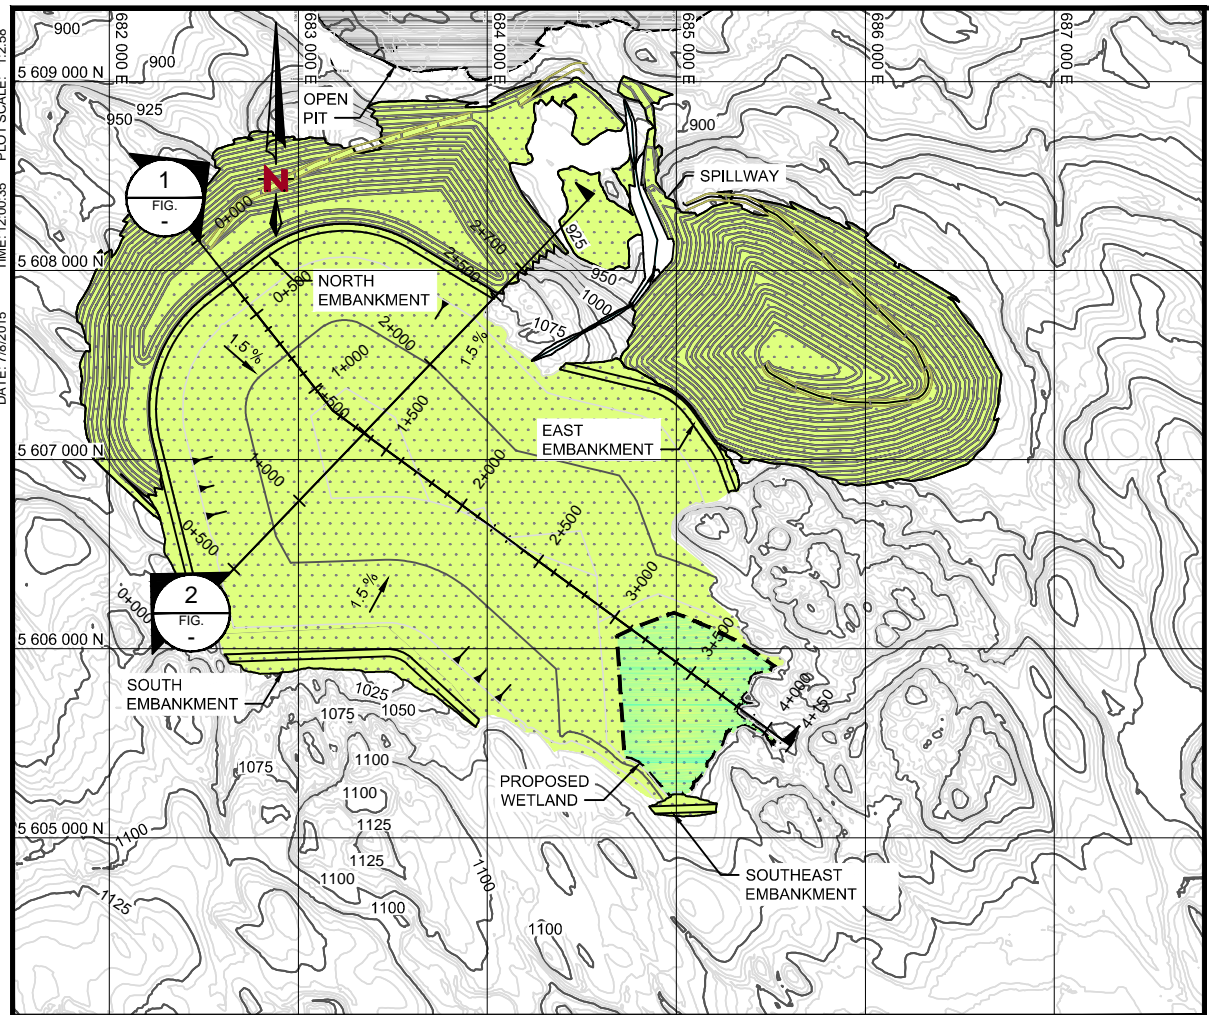 PLOT SCALE: 1:2.58
TIME: 12:00:35
DATE: 7/8/2015
682 000 E
683 000 E
684 000 E
685 000 E
686 000 E
687 000 E
5 609 000 N
5 608 000 N
5 607 000 N
5 606 000 N
5 605 000 N
900
900
925
950
OPEN
PIT
N
1
FIG.
-
900
SPILLWAY
0+000
2+700
2+500
925
950
1000
1075
NORTH
EMBANKMENT
0+500
2+000
1.5 %
1.5 %
1+000
1+500
1+500
EAST
EMBANKMENT
1+000
2+000
0+500
2+500
0+000
2
FIG.
-
1.5 %
3+000
3+500
4+000
4+150
SOUTH
EMBANKMENT
1025
1050
1075
1075
1100
1100
1125
1125
1100
1100
1100
1125
1100
1100
PROPOSED
WETLAND
SOUTHEAST
EMBANKMENT